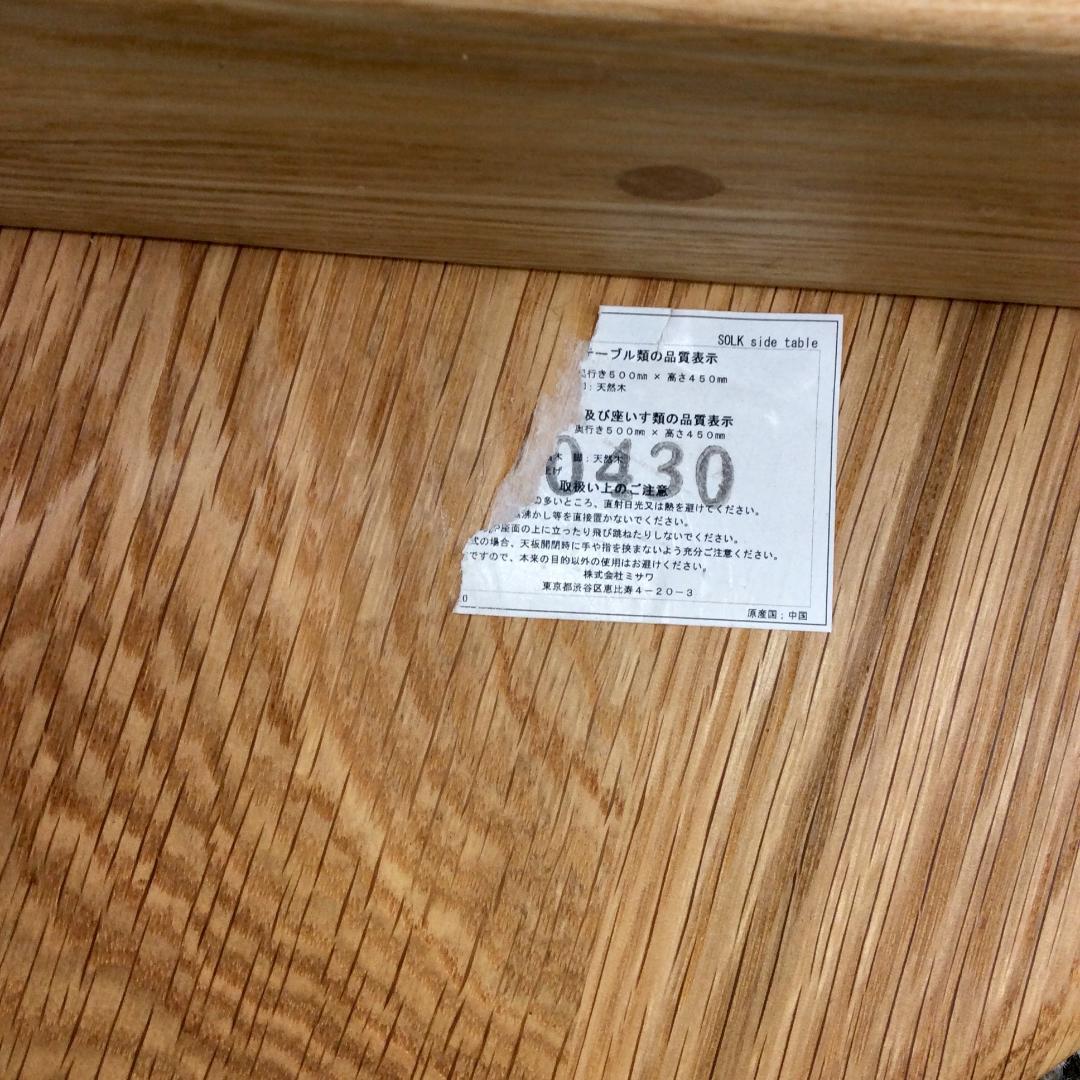 SOLK side table
テーブル類の品質表示
奥行き５００㎜ × 高さ４５０㎜
：天然木
及び座いす類の品質表示
奥行き５００㎜ × 高さ４５０㎜
木 脚：天然木
上げ
0430
取扱い上のご注意
の多いところ、直射日光又は熱を避けてください。
沸かし等を直接置かないでください。
や座面の上に立ったり飛び跳ねたりしないでください。
式の場合、天板開閉時に手や指を挟まないよう充分ご注意ください。
ですので、本来の目的以外の使用はお避けください。
株式会社ミサワ
東京都渋谷区恵比寿４－２０－３
0
原産国：中国